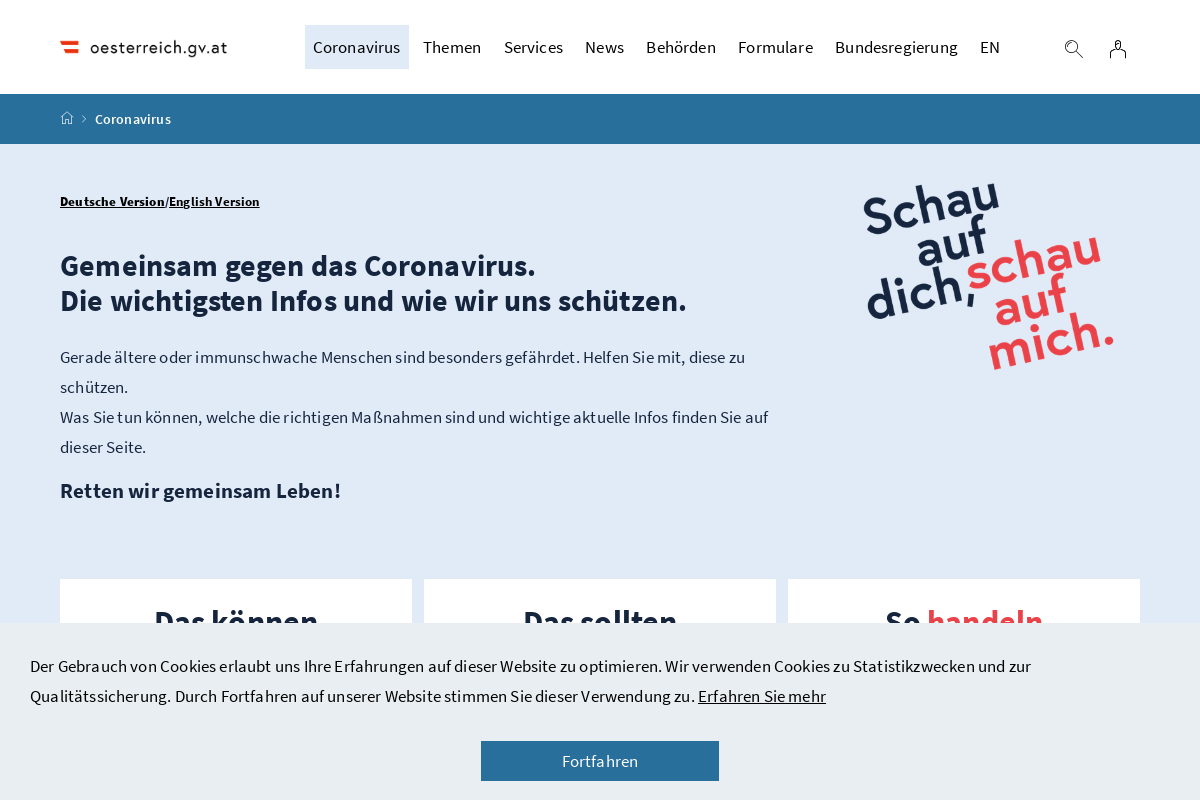 oesterreich.gv.at
Coronavirus Themen Services News Behörden Formulare Bundesregierung EN
Coronavirus
Deutsche Version/English Version
Schau
auf
dich, schau
auf
mich.
Gemeinsam gegen das Coronavirus.
Die wichtigsten Infos und wie wir uns schützen.
Gerade ältere oder immunschwache Menschen sind besonders gefährdet. Helfen Sie mit, diese zu
schützen.
Was Sie tun können, welche die richtigen Maßnahmen sind und wichtige aktuelle Infos finden Sie auf
dieser Seite.
Retten wir gemeinsam Leben!
Das können
Das sollten
So handeln
Der Gebrauch von Cookies erlaubt uns Ihre Erfahrungen auf dieser Website zu optimieren. Wir verwenden Cookies zu Statistikzwecken und zur
Qualitätssicherung. Durch Fortfahren auf unserer Website stimmen Sie dieser Verwendung zu. Erfahren Sie mehr
Fortfahren